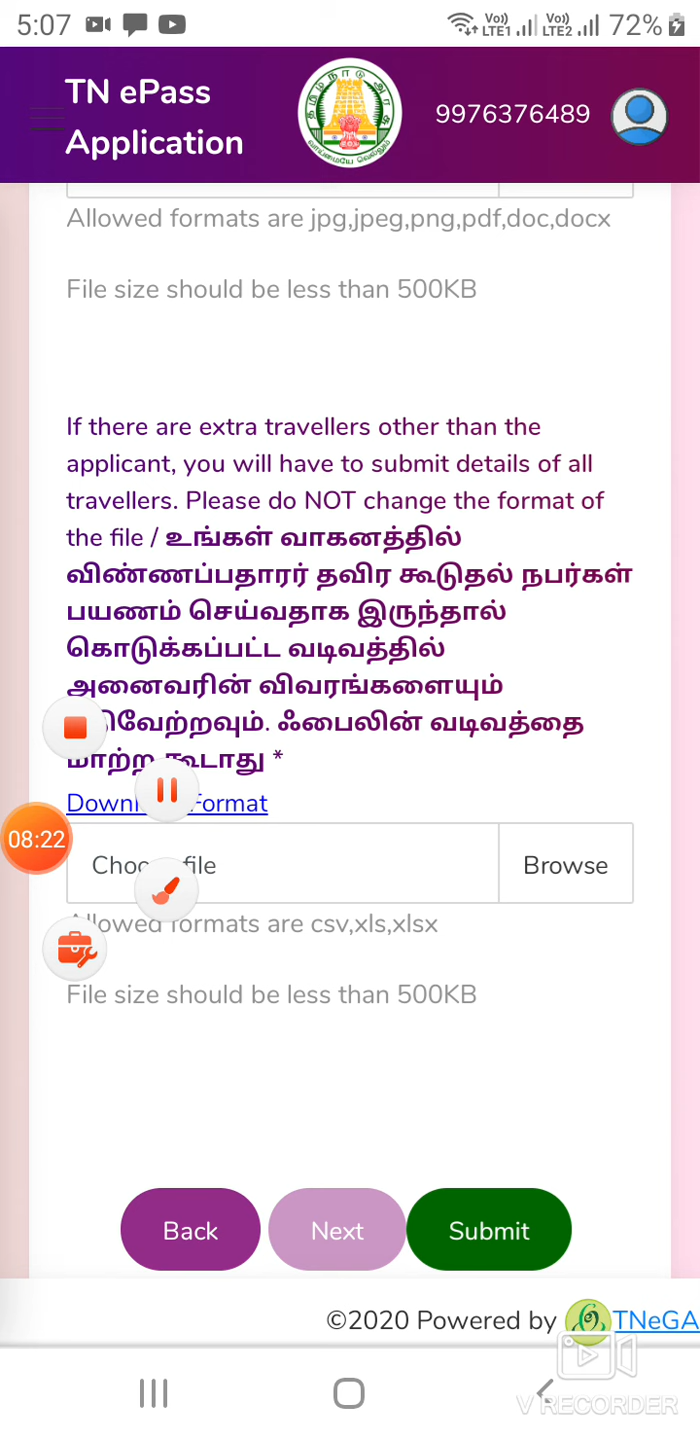 5:07
Vo)) LTE1 Vo)) LTE2 72%
TN ePass
Application
9976376489
Allowed formats are jpg,jpeg,png,pdf,doc,docx
File size should be less than 500KB
If there are extra travellers other than the
applicant, you will have to submit details of all
travellers. Please do NOT change the format of
the file / உங்கள் வாகனத்தில்
விண்ணப்பதாரர் தவிர கூடுதல் நபர்கள்
பயணம் செய்வதாக இருந்தால்
கொடுக்கப்பட்ட வடிவத்தில்
அனைவரின் விவரங்களையும்
ஃபைலின் வடிவத்தை
மாற்ற கூடாது *
Download Format
Choose file Browse
Allowed formats are csv,xls,xlsx
File size should be less than 500KB
08:22
Back Next Submit
©2020 Powered by TNeGA
V RECORDER